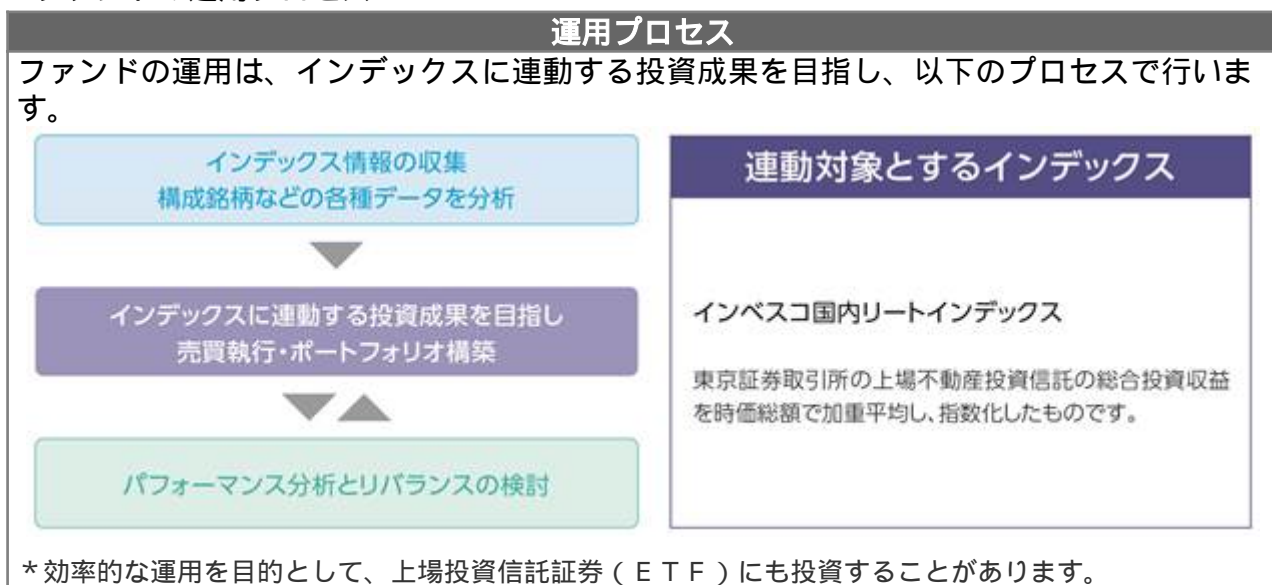 運用プロセス
ファンドの運用は、インデックスに連動する投資成果を目指し、以下のプロセスで行いま
す。
インデックス情報の収集
構成銘柄などの各種データを分析
インデックスに連動する投資成果を目指し
売買執行・ポートフォリオ構築
パフォーマンス分析とリバランスの検討
連動対象とするインデックス
インベスコ国内リートインデックス
東京証券取引所の上場不動産投資信託の総合投資収益
を時価総額で加重平均し、指数化したものです。
*効率的な運用を目的として、上場投資信託証券(ETF)にも投資することがあります。